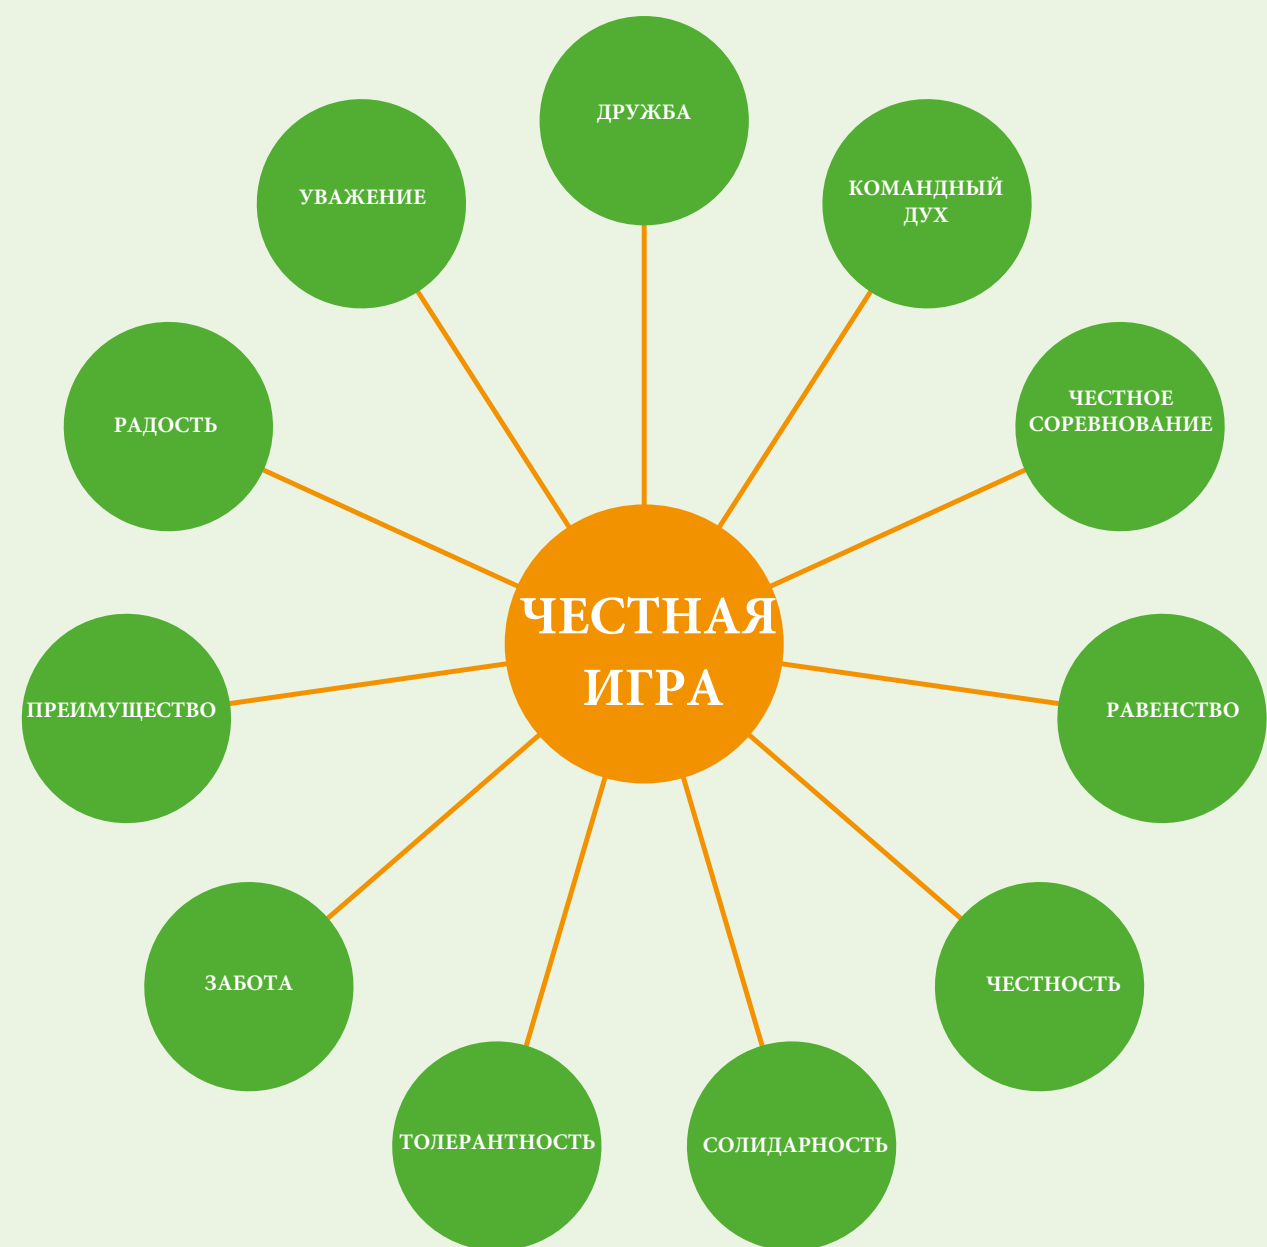 ДРУЖБА
КОМАНДНЫЙ
ДУХ
УВАЖЕНИЕ
ЧЕСТНОЕ
СОРЕВНОВАНИЕ
РАДОСТЬ
ЧЕСТНАЯ
ИГРА
ПРЕИМУЩЕСТВО
РАВЕНСТВО
ЗАБОТА
ЧЕСТНОСТЬ
ТОЛЕРАНТНОСТЬ
СОЛИДАРНОСТЬ